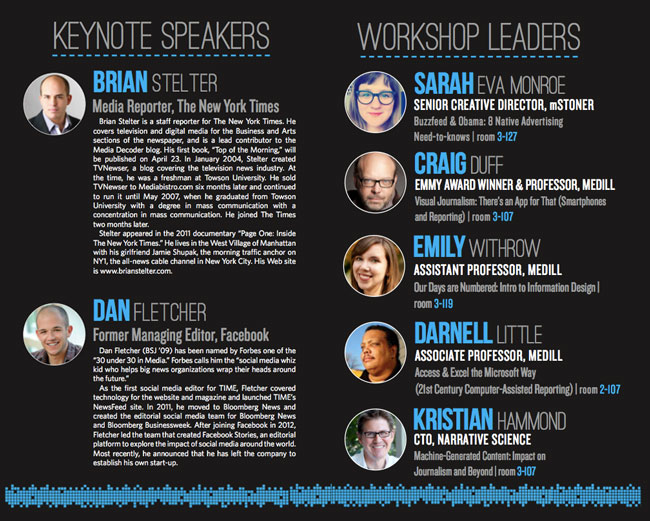 KEYNOTE SPEAKERS
BRIAN STELTER
Media Reporter, The New York Times
Brian Stelter is a staff reporter for The New York Times. He
covers television and digital media for the Business and Arts
sections of the newspaper, and is a lead contributor to the
Media Decoder blog. His first book, "Top of the Morning," will
be published on April 23. In January 2004, Stelter created
TVNewser, a blog covering the television news industry. At
the time, he was a freshman at Towson University. He sold
TVNewser to Mediabistro.com six months later and continued
to run it until May 2007, when he graduated from Towson
University with a degree in mass communication with a
concentration in mass communication. He joined The Times
two months later.
Stelter appeared in the 2011 documentary "Page One: Inside
The New York Times." He lives in the West Village of Manhattan
with his girlfriend Jamie Shupak, the morning traffic anchor on
NY1, the all-news cable channel in New York City. His Web site
is www.brianstelter.com.
DAN FLETCHER
Former Managing Editor, Facebook
Dan Fletcher (BSJ '09) has been named by Forbes one of the
"30 under 30 in Media." Forbes calls him the "social media whiz
kid who helps big news organizations wrap their heads around
the future."
As the first social media editor for TIME, Fletcher covered
technology for the website and magazine and launched TIME's
NewsFeed site. In 2011, he moved to Bloomberg News and
created the editorial social media team for Bloomberg News
and Bloomberg Businessweek. After joining Facebook in 2012,
Fletcher led the team that created Facebook Stories, an editorial
platform to explore the impact of social media around the world.
Most recently, he announced that he has left the company to
establish his own start-up.
WORKSHOP LEADERS
SARAH EVA MONROE
SENIOR CREATIVE DIRECTOR, mSTONER
Buzzfeed & Obama: 8 Native Advertising
Need-to-knows | room 3-127
CRAIG DUFF
EMMY AWARD WINNER & PROFESSOR, MEDILL
Visual Journalism: There's an App for That (Smartphones
and Reporting) | room 3-107
EMILY WITHROW
ASSISTANT PROFESSOR, MEDILL
Our Days are Numbered: Intro to Information Design |
room 3-119
DARNELL LITTLE
ASSOCIATE PROFESSOR, MEDILL
Access & Excel the Microsoft Way
(21st Century Computer-Assisted Reporting) | room 2-107
KRISTIAN HAMMOND
CTO, NARRATIVE SCIENCE
Machine-Generated Content: Impact on
Journalism and Beyond | room 3-107